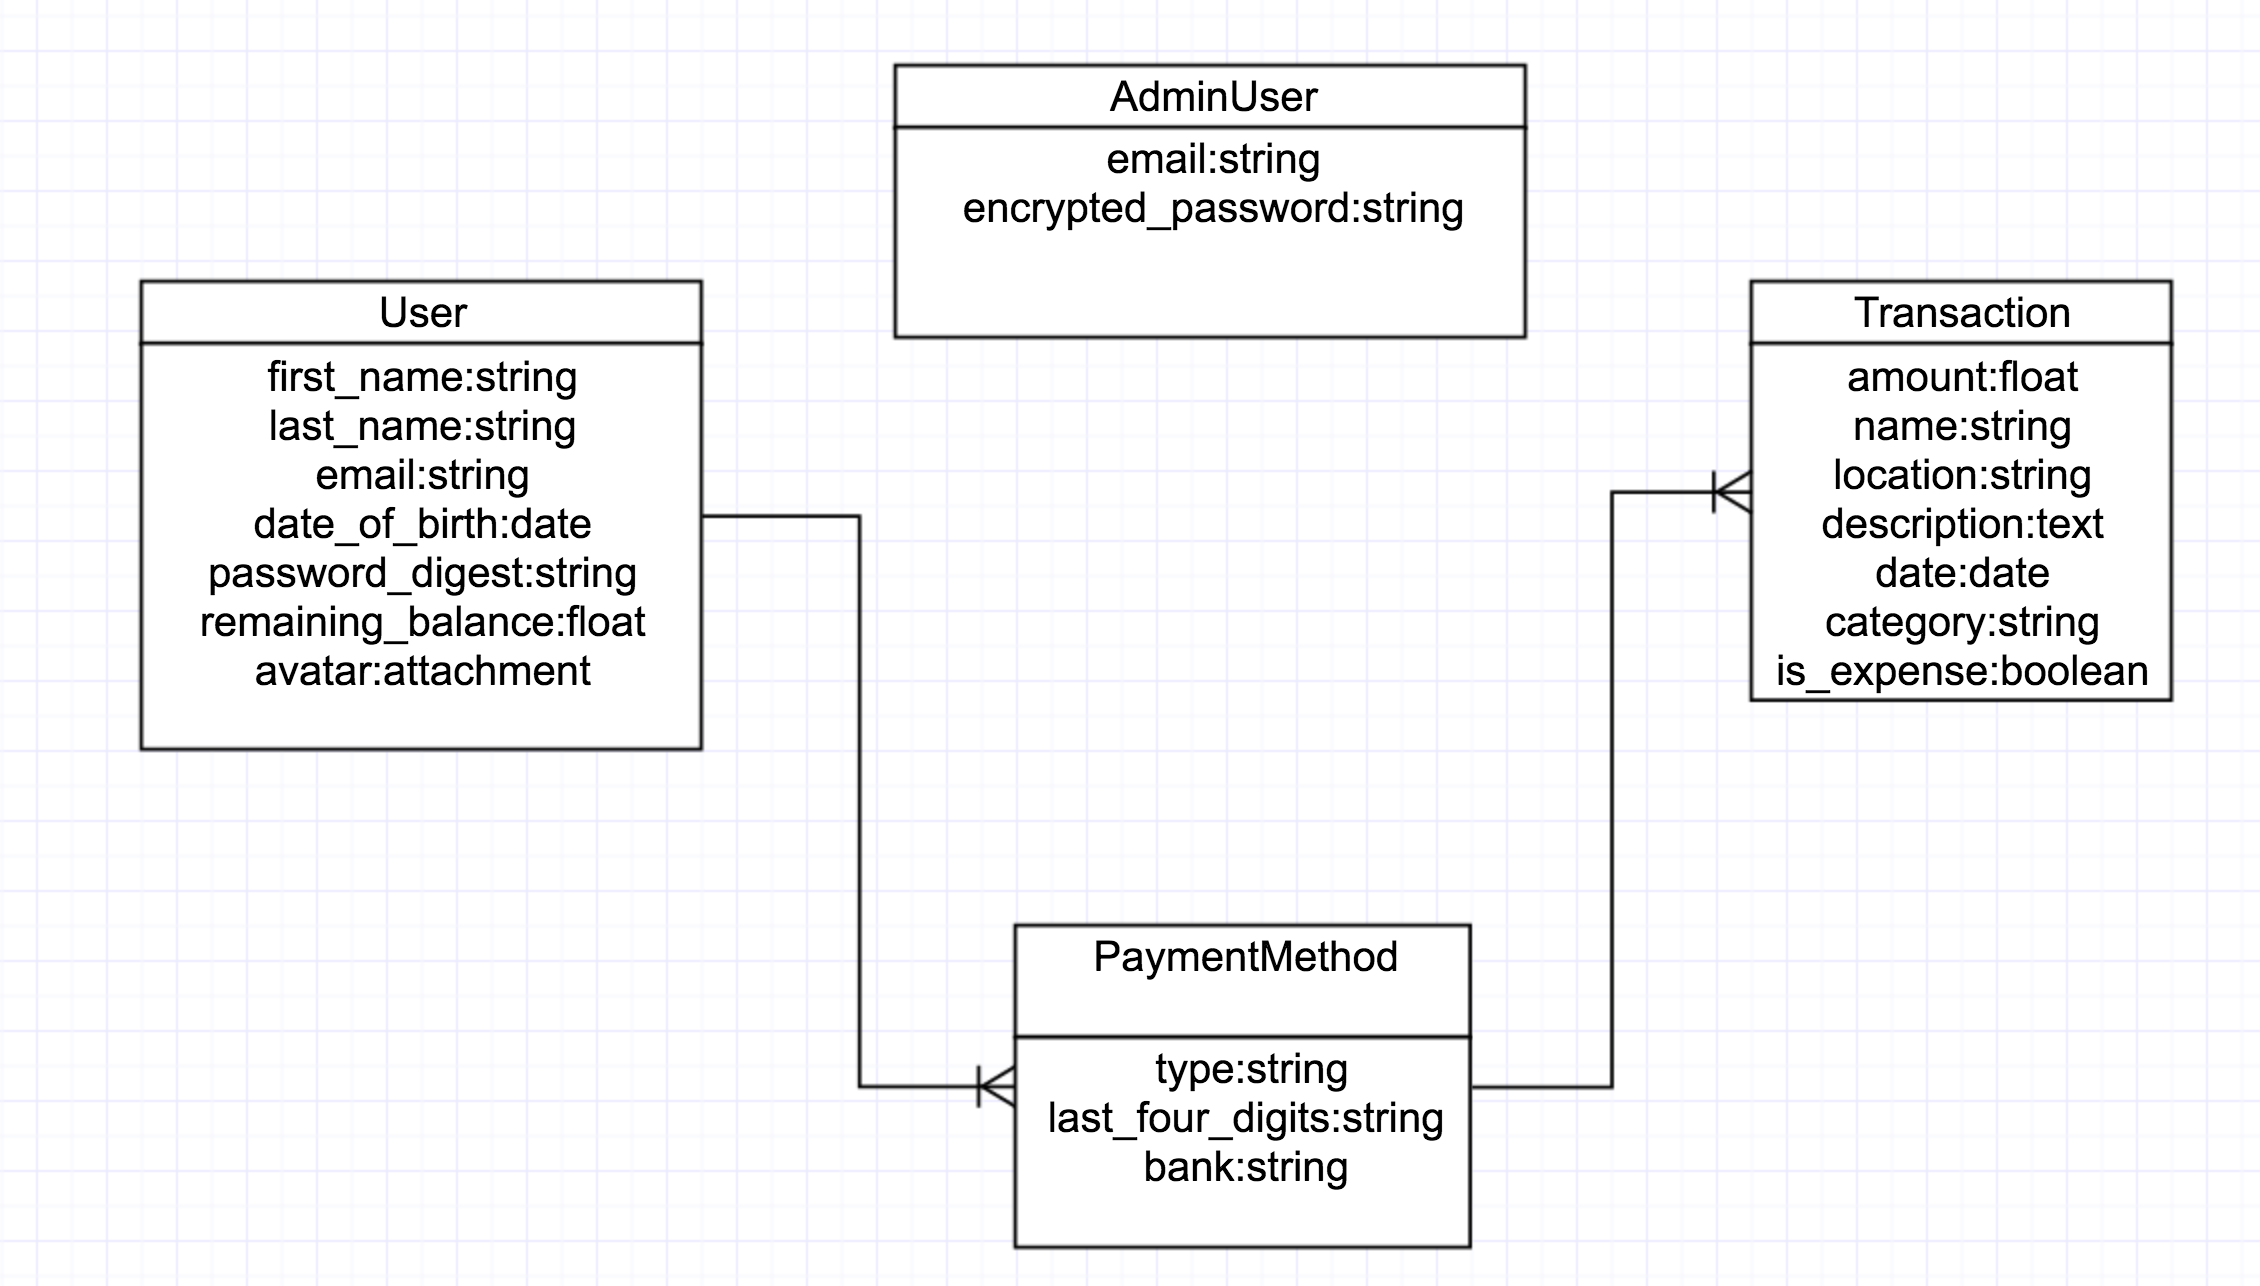 AdminUser
email:string
encrypted_password:string
User
first_name:string
last_name:string
email:string
date_of_birth:date
password_digest:string
remaining_balance:float
avatar:attachment
Transaction
amount:float
name:string
location:string
description:text
date:date
category:string
is_expense:boolean
PaymentMethod
type:string
last_four_digits:string
bank:string